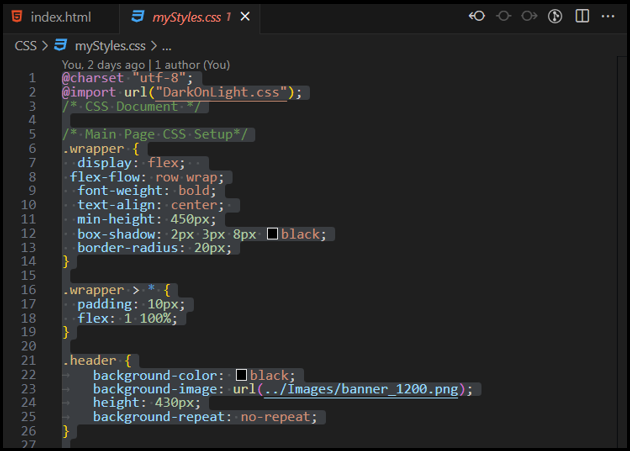 index.html myStyles.css 1
CSS > myStyles.css > ...
You, 2 days ago | 1 author (You)
1 @charset "utf-8";
2 @import url("DarkOnLight.css");
3 /* CSS Document */
4
5 /* Main Page CSS Setup*/
6 .wrapper {
7 display: flex;
8 flex-flow: row wrap;
9 font-weight: bold;
10 text-align: center;
11 min-height: 450px;
12 box-shadow: 2px 3px 8px black;
13 border-radius: 20px;
14 }
15
16 .wrapper > * {
17 padding: 10px;
18 flex: 1 100%;
19 }
20
21 .header {
22 background-color: black;
23 background-image: url(../Images/banner_1200.png);
24 height: 430px;
25 background-repeat: no-repeat;
26 }
27